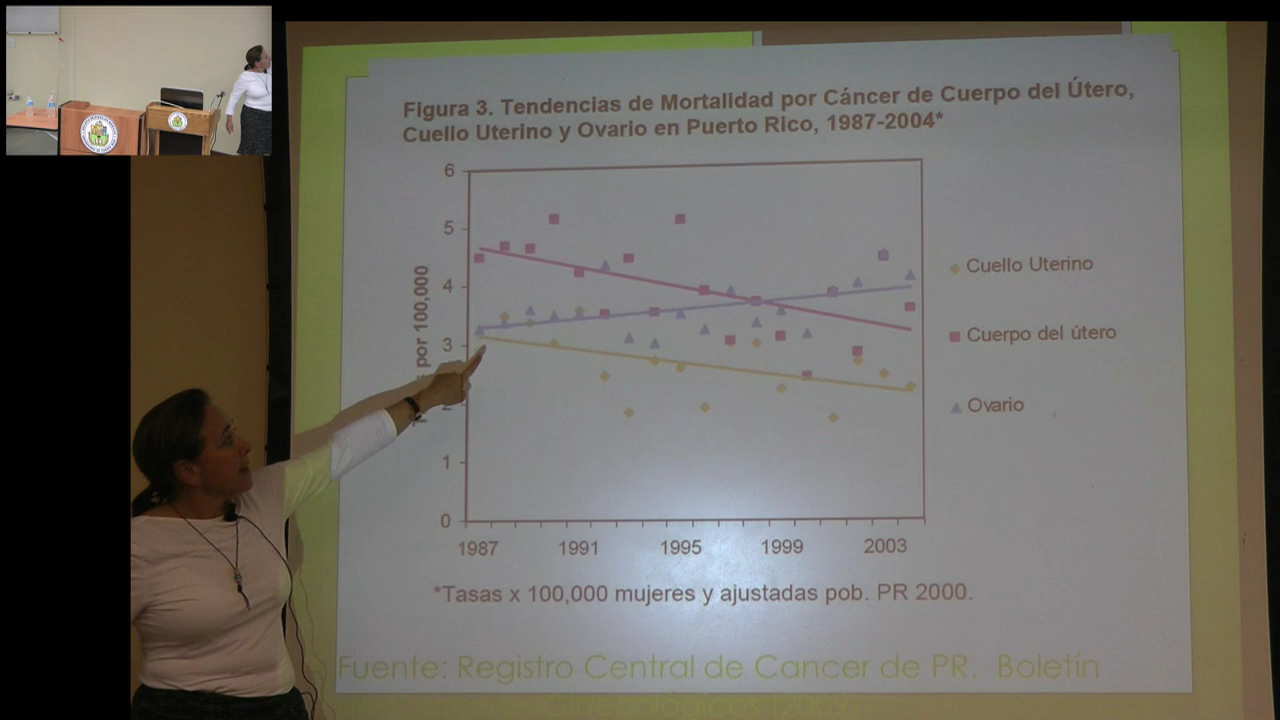 Figura 3. Tendencias de Mortalidad por Cáncer de Cuerpo del Útero,
Cuello Uterino y Ovario en Puerto Rico, 1987-2004*
6
5
4
3
1
0
por 100,000
1987 1991 1995 1999 2003
Cuello Uterino
Cuerpo del útero
Ovario
*Tasas x 100,000 mujeres y ajustadas pob. PR 2000.
Fuente: Registro Central de Cancer de PR. Boletín